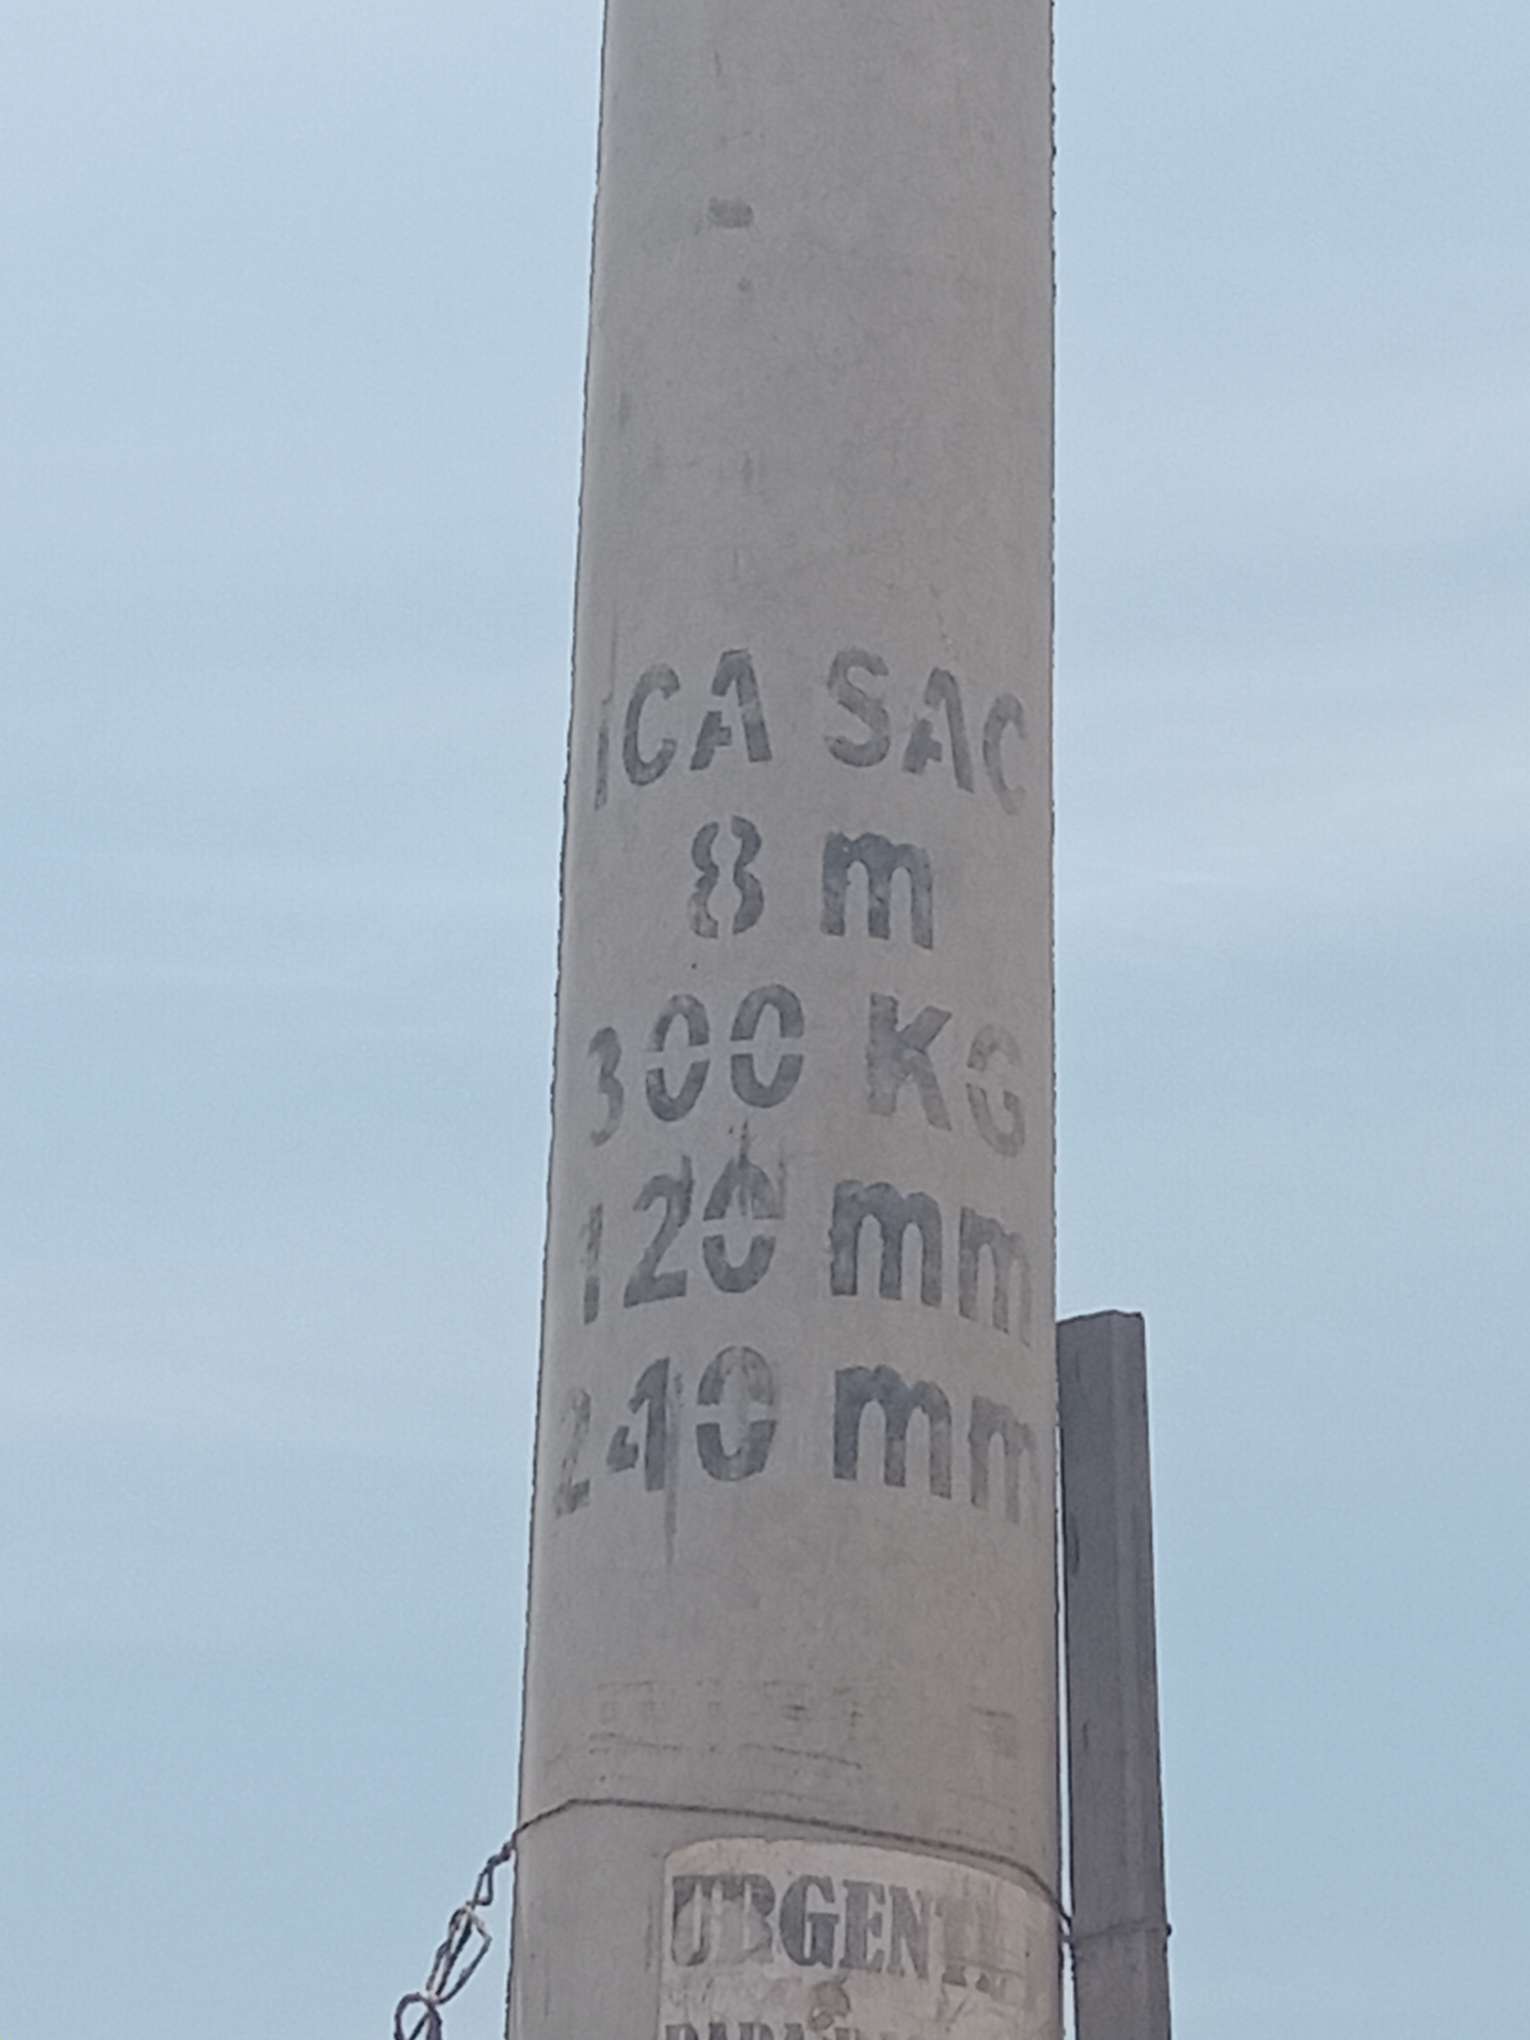 ICA SAC
8 m
300 KG
120 mm
240 mm
URGENTE